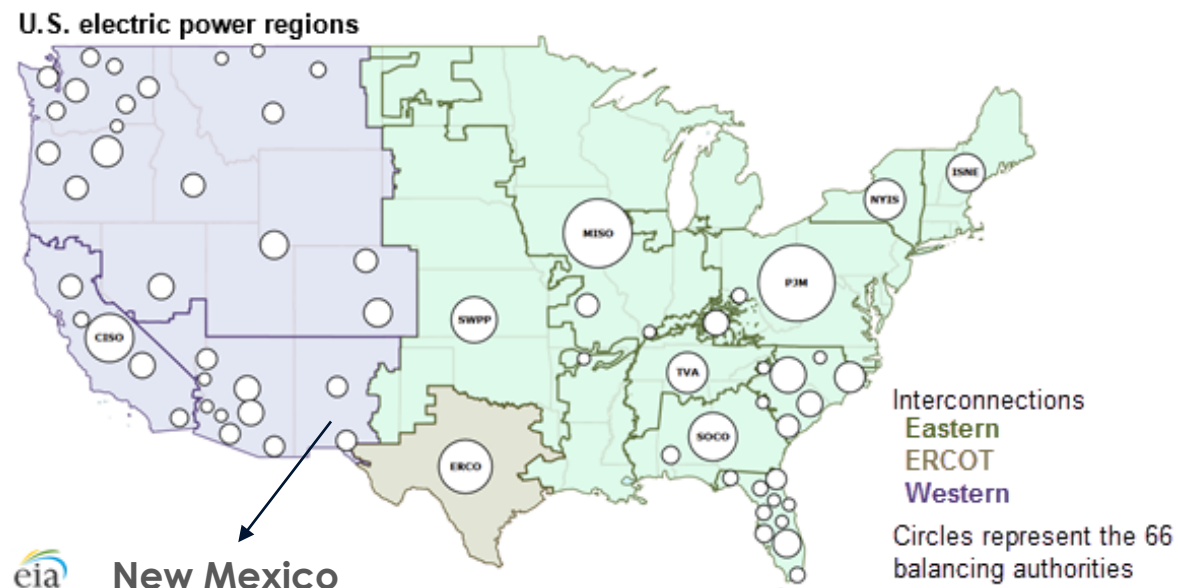 U.S. electric power regions
ISNE
NYIS
MISO
PJM
SWPP
CISO
TVA
SOCO
ERCO
Interconnections
Eastern
ERCOT
Western
Circles represent the 66
balancing authorities
eia
New Mexico